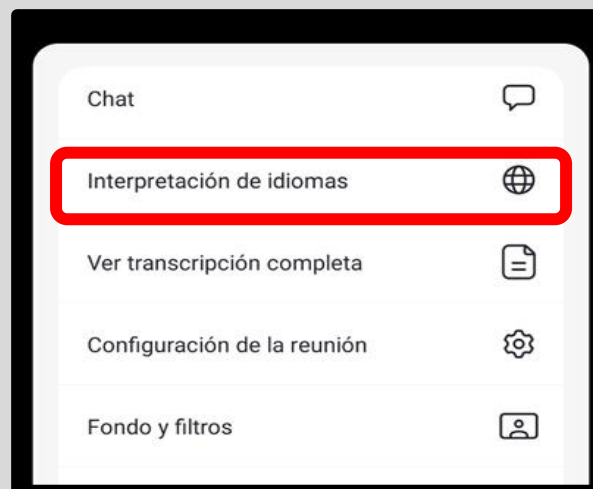 Chat
Interpretación de idiomas
Ver transcripción completa
Configuración de la reunión
Fondo y filtros